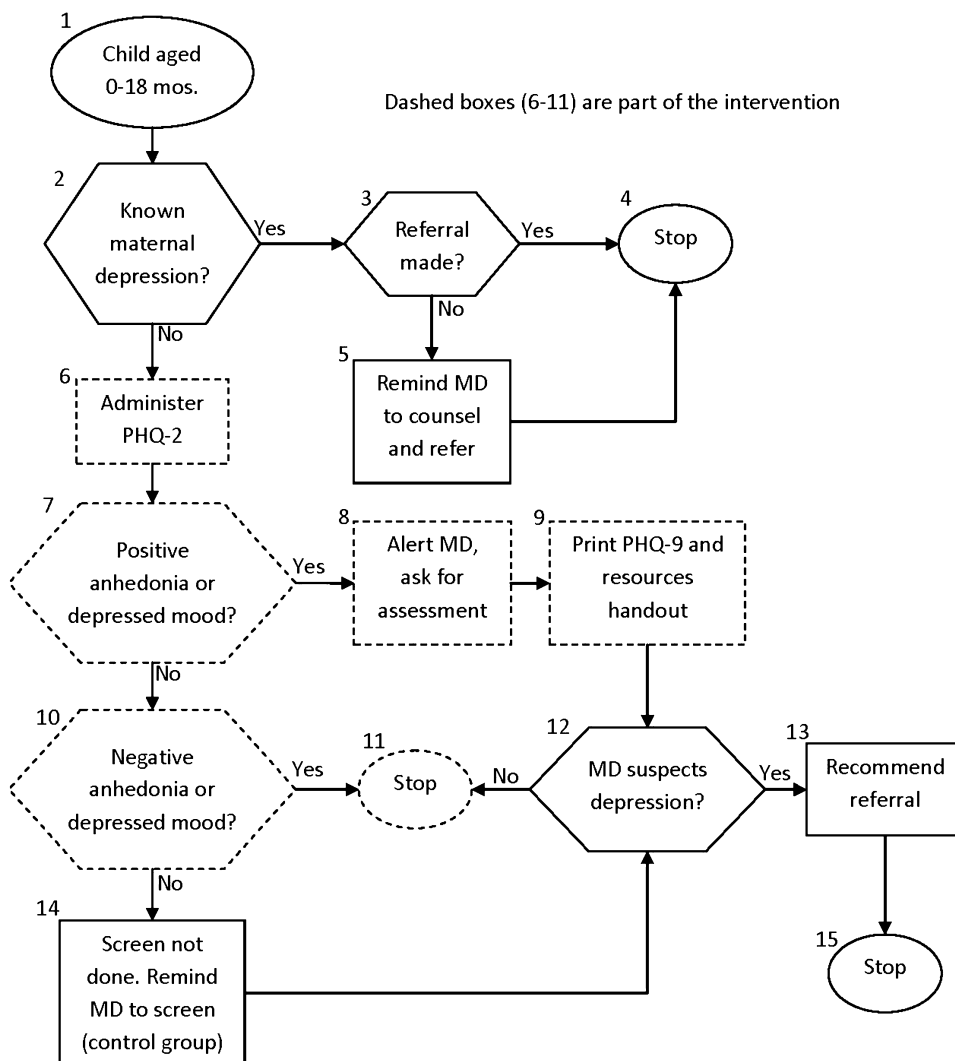 1
Child aged
0-18 mos.
Dashed boxes (6-11) are part of the intervention
2
Known
maternal
depression?
Yes
3
Referral
made?
Yes
4
Stop
No
No
5
Remind MD
to counsel
and refer
6
Administer
PHQ-2
7
Positive
anhedonia or
depressed mood?
Yes
8
Alert MD,
ask for
assessment
9
Print PHQ-9 and
resources
handout
No
10
Negative
anhedonia or
depressed mood?
Yes
11
Stop
No
12
MD suspects
depression?
Yes
13
Recommend
referral
No
14
Screen not
done. Remind
MD to screen
(control group)
15
Stop